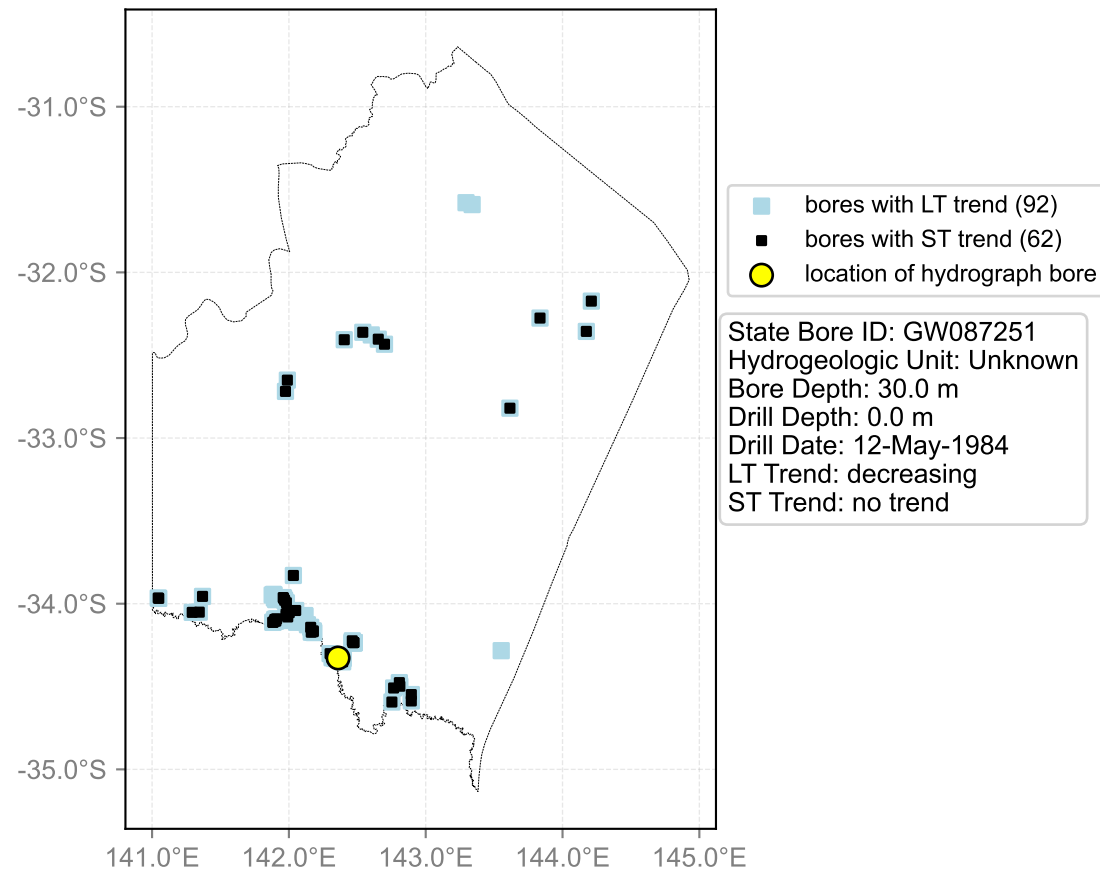 -31.0°S
-32.0°S
-33.0°S
-34.0°S
-35.0°S
141.0°E 142.0°E 143.0°E 144.0°E 145.0°E
bores with LT trend (92)
bores with ST trend (62)
location of hydrograph bore
State Bore ID: GW087251
Hydrogeologic Unit: Unknown
Bore Depth: 30.0 m
Drill Depth: 0.0 m
Drill Date: 12-May-1984
LT Trend: decreasing
ST Trend: no trend